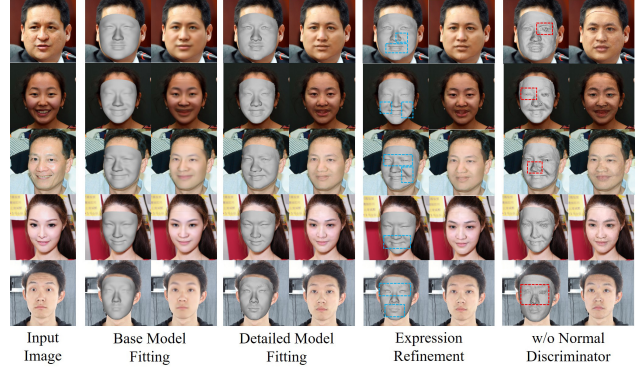 Input
Image
Base Model
Fitting
Detailed Model
Fitting
Expression
Refinement
w/o Normal
Discriminator